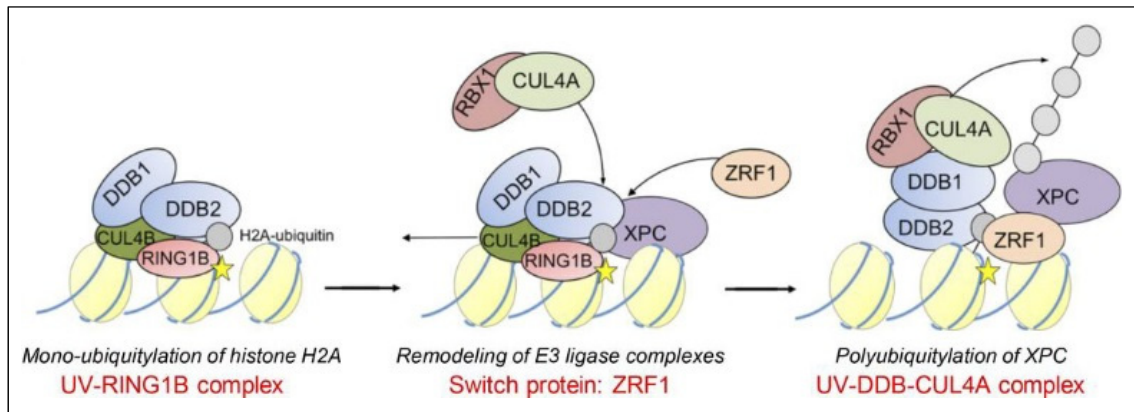 DDB1
DDB2
CUL4B
H2A-ubiquitin
RING1B
Mono-ubiquitylation of histone H2A
UV-RING1B complex
RBX1
CUL4A
ZRF1
DDB1
DDB2
CUL4B
XPC
RING1B
Remodeling of E3 ligase complexes
Switch protein: ZRF1
RBX1
CUL4A
DDB1
XPC
DDB2
ZRF1
Polyubiquitylation of XPC
UV-DDB-CUL4A complex